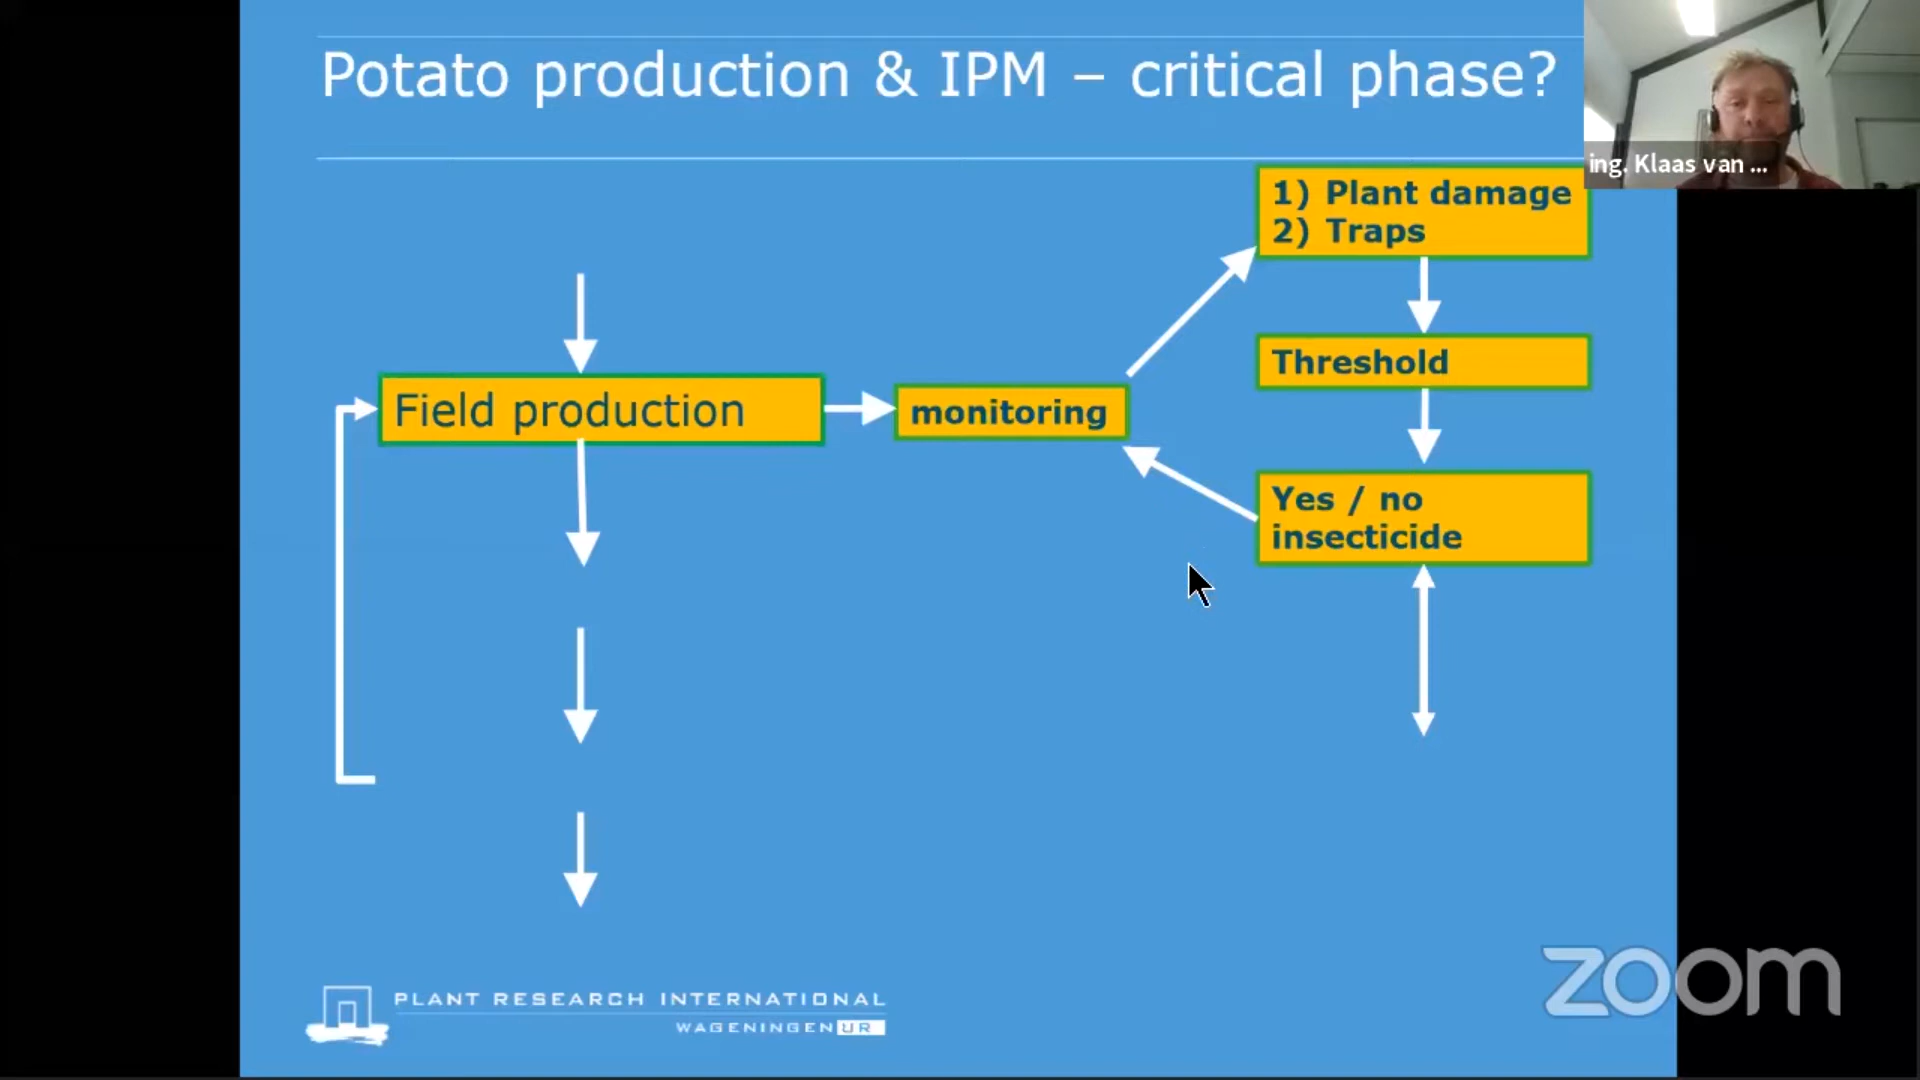 Potato production & IPM – critical phase?
ing. Klaas van ...
1) Plant damage
2) Traps
Threshold
Field production
monitoring
Yes / no
insecticide
PLANT RESEARCH INTERNATIONAL
WAGENINGEN UR
zoom